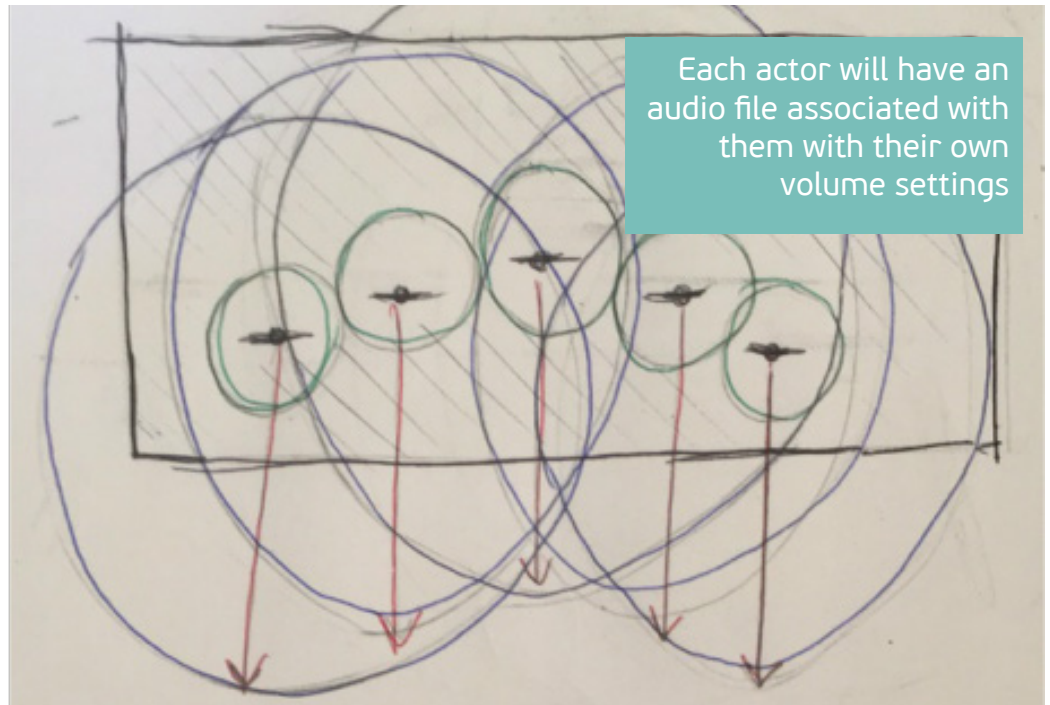 Each actor will have an
audio file associated with
them with their own
volume settings